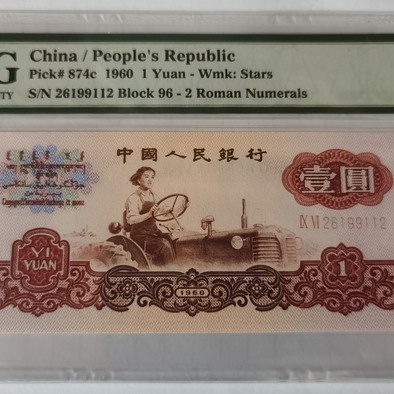 G
TY
China / People's Republic
Pick# 874c 1960 1 Yuan - Wmk: Stars
S/N 26199112 Block 96 - 2 Roman Numerals
中國人民銀行
壹圓
26199112
YI
YUAN
1960
1